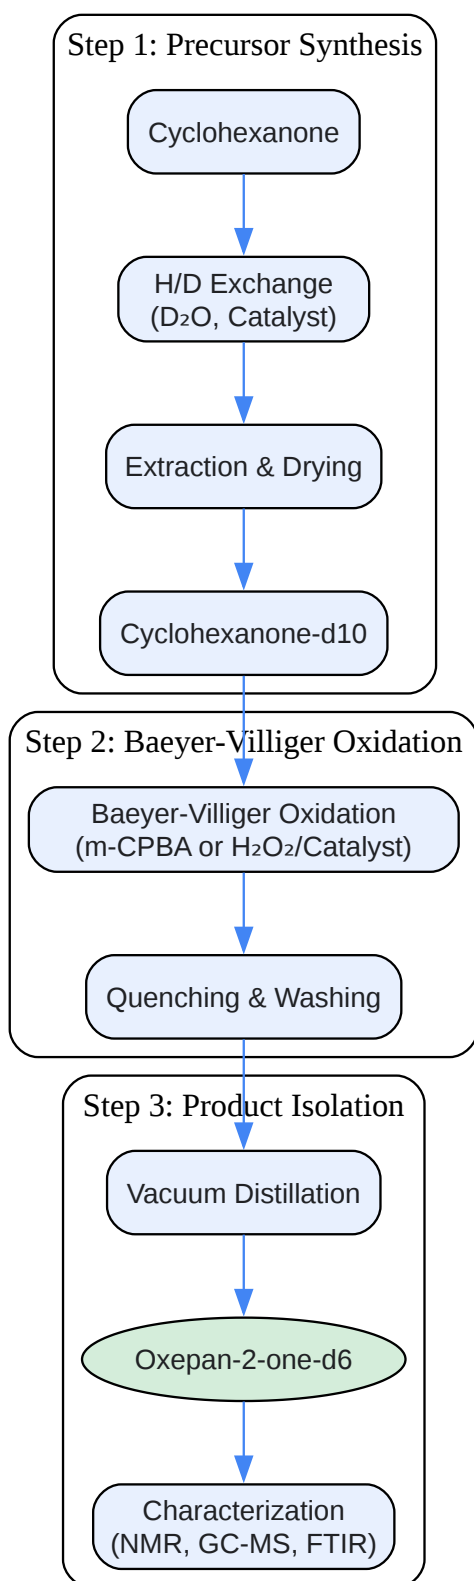 Step 1: Precursor Synthesis
Cyclohexanone
H/D Exchange
(D₂O, Catalyst)
Extraction & Drying
Cyclohexanone-d10
Step 2: Baeyer-Villiger Oxidation
Baeyer-Villiger Oxidation
(m-CPBA or H₂O₂/Catalyst)
Quenching & Washing
Step 3: Product Isolation
Vacuum Distillation
Oxepan-2-one-d6
Characterization
(NMR, GC-MS, FTIR)